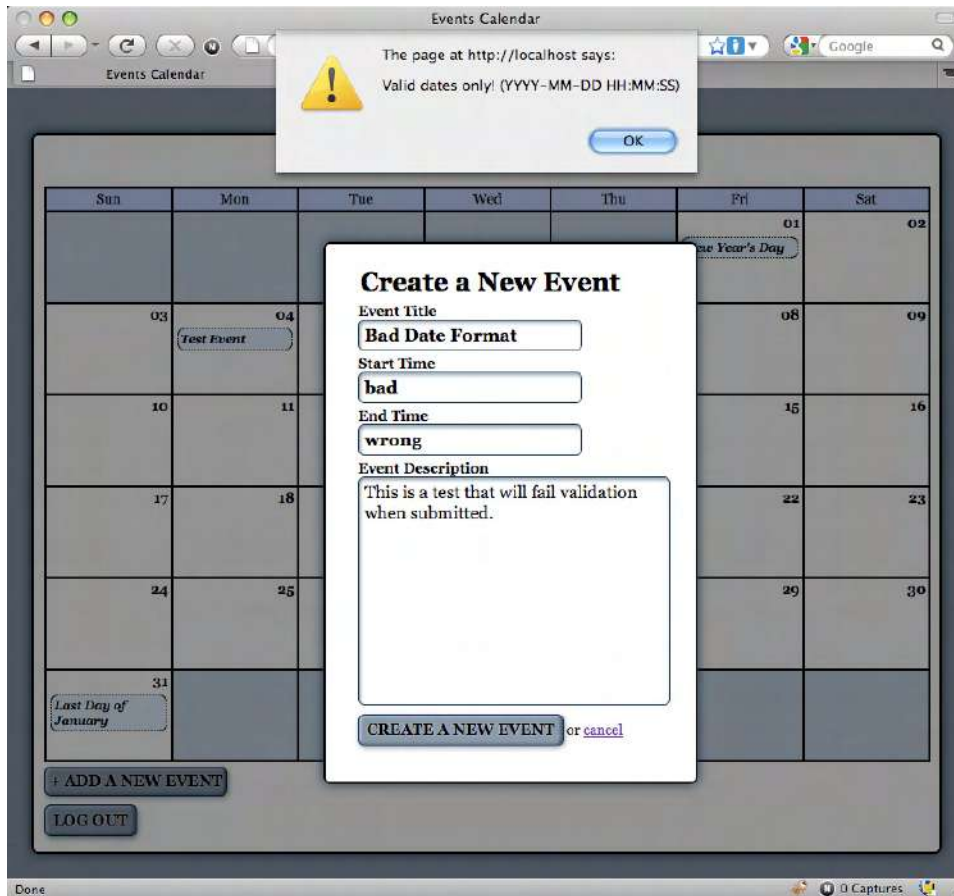 Events Calendar
Google
Events Calendar
The page at http://localhost says:
Valid dates only! (YYYY-MM-DD HH:MM:SS)
OK
Sun Mon Tue Wed Thu Fri Sat
01 02
Year's Day
03 04 08 09
Test Event
10 11 15 16
17 18 22 23
24 25 29 30
31
Last Day of
January
Create a New Event
Event Title
Bad Date Format
Start Time
bad
End Time
wrong
Event Description
This is a test that will fail validation
when submitted.
CREATE A NEW EVENT or cancel
+ ADD A NEW EVENT
LOG OUT
Done
0 Captures